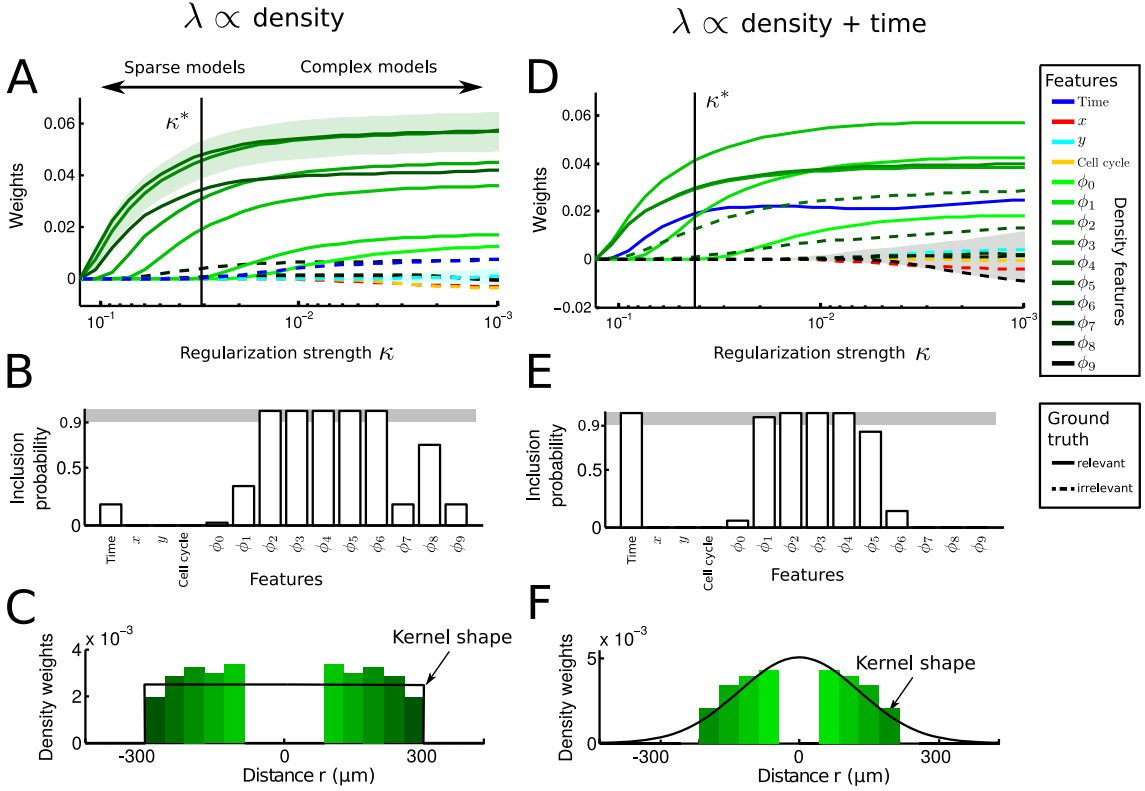 λ ∝ density
λ ∝ density + time
A
Sparse models
Complex models
κ*
0.06
0.04
0.02
0
Weights
10⁻¹
10⁻²
10⁻³
Regularization strength κ
D
κ*
0.06
0.04
0.02
0
−0.02
Weights
10⁻¹
10⁻²
10⁻³
Regularization strength κ
Features
Time
x
y
Cell cycle
ϕ₀
ϕ₁
ϕ₂
ϕ₃
ϕ₄
ϕ₅
ϕ₆
ϕ₇
ϕ₈
ϕ₉
Density features
Ground
truth
relevant
irrelevant
B
Inclusion
probability
0.9
0.5
0
Time
x
y
Cell cycle
ϕ₀
ϕ₁
ϕ₂
ϕ₃
ϕ₄
ϕ₅
ϕ₆
ϕ₇
ϕ₈
ϕ₉
Features
E
Inclusion
probability
0.9
0.5
0
Time
x
y
Cell cycle
ϕ₀
ϕ₁
ϕ₂
ϕ₃
ϕ₄
ϕ₅
ϕ₆
ϕ₇
ϕ₈
ϕ₉
Features
C
x 10⁻³
Kernel shape
Density weights
4
2
0
-300
0
300
Distance r (μm)
F
x 10⁻³
Kernel shape
Density weights
5
0
-300
0
300
Distance r (μm)